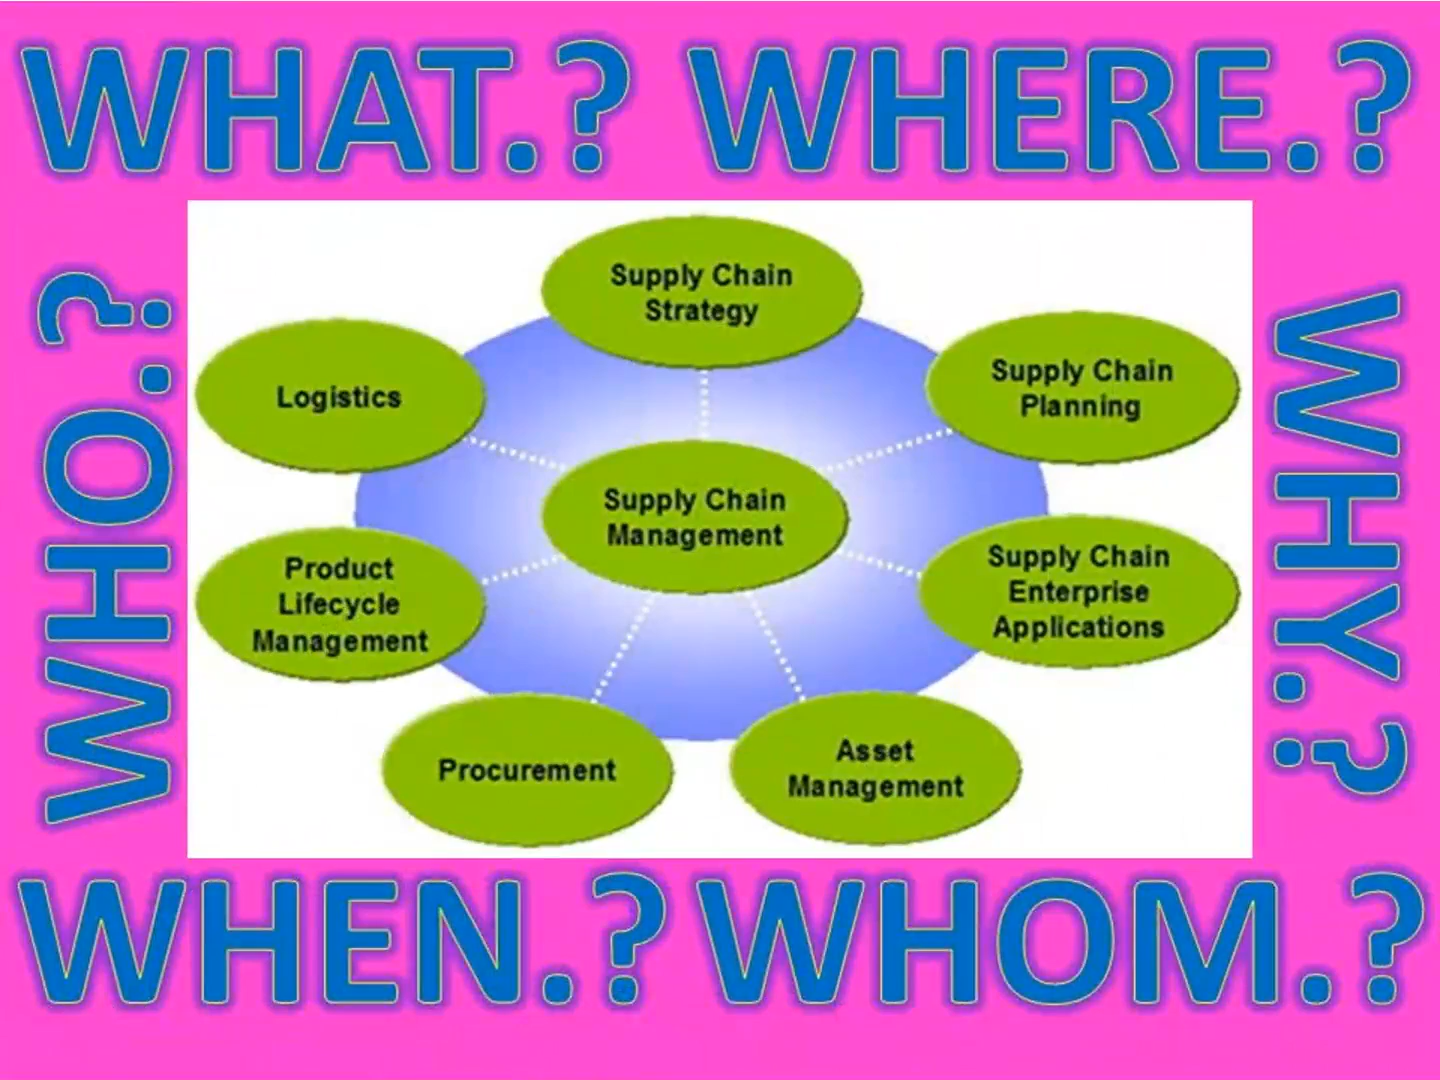 WHAT.? WHERE.?
WHO.?
Supply Chain
Strategy
Logistics
Supply Chain
Planning
Supply Chain
Management
Product
Lifecycle
Management
Supply Chain
Enterprise
Applications
Procurement
Asset
Management
WHY.?
WHEN.? WHOM.?